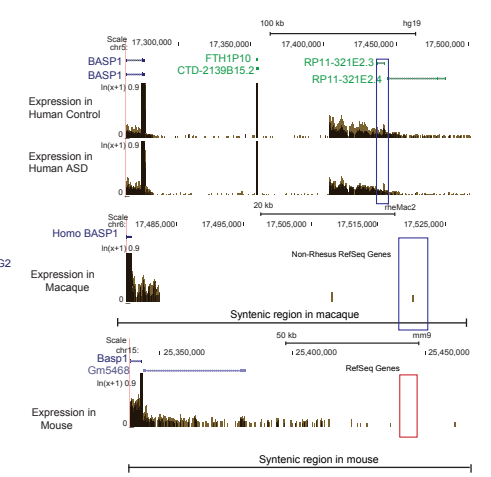 100 kb hg19
Scale
chr5: 17,300,000 17,350,000 17,400,000 17,450,000 17,500,000
BASP1 FTH1P10 RP11-321E2.3
BASP1 CTD-2139B15.2 RP11-321E2.4
ln(x+1) 0.9
Expression in
Human Control
0
ln(x+1) 0.9
Expression in
Human ASD
0
20 kb rheMac2
Scale
chr6: 17,485,000 17,495,000 17,505,000 17,515,000 17,525,000
Homo BASP1
ln(x+1) 0.9 Non-Rhesus RefSeq Genes
G2
Expression in
Macaque
0
Syntenic region in macaque
Scale 50 kb mm9
chr15: 25,350,000 25,400,000 25,450,000
Basp1
Gm5468 RefSeq Genes
ln(x+1) 0.9
Expression in
Mouse
0
Syntenic region in mouse